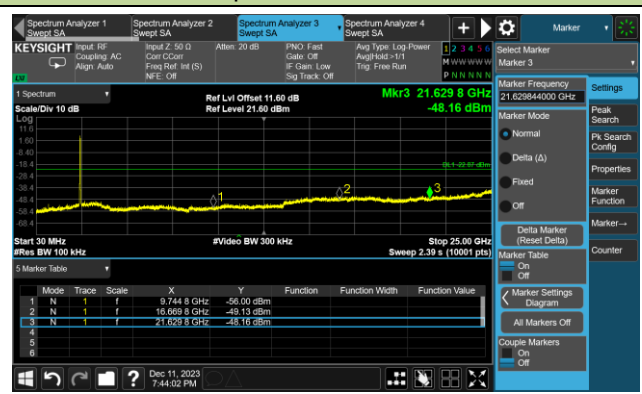 Spectrum Analyzer 1
Swept SA
Spectrum Analyzer 2
Swept SA
Spectrum Analyzer 3
Swept SA
Spectrum Analyzer 4
Swept SA
Marker
KEYSIGHT
Input: RF
Coupling: AC
Align: Auto
Input Z: 50 Ω
Corr CCorr
Freq Ref: Int (S)
NFE: Off
Atten: 20 dB
PNO: Fast
Gate: Off
IF Gain: Low
Sig Track: Off
Avg Type: Log-Power
Avg|Hold:>1/1
Trig: Free Run
1 2 3 4 5 6
M W W W W W
P N N N N N
LVI
1 Spectrum
Scale/Div 10 dB
Ref Lvl Offset 11.60 dB
Ref Level 21.60 dBm
Mkr3 21.629 8 GHz
-48.16 dBm
Log
11.6
1.60
-8.40
-18.4
-28.4
-38.4
-48.4
-58.4
-68.4
DL1 -22.67 dBm
1
2
3
Start 30 MHz
#Video BW 300 kHz
Stop 25.00 GHz
#Res BW 100 kHz
Sweep 2.39 s (10001 pts)
5 Marker Table
Mode Trace Scale X Y Function Function Width Function Value
1 N 1 f 9.744 8 GHz -56.00 dBm
2 N 1 f 16.669 8 GHz -49.13 dBm
3 N 1 f 21.629 8 GHz -48.16 dBm
4
5
6
Dec 11, 2023
7:44:02 PM
Select Marker
Marker 3
Marker Frequency
21.629844000 GHz
Marker Mode
Normal
Delta (Δ)
Fixed
Off
Delta Marker
(Reset Delta)
Marker Table
On
Off
Marker Settings
Diagram
All Markers Off
Couple Markers
On
Off
Settings
Peak
Search
Pk Search
Config
Properties
Marker
Function
Marker→
Counter